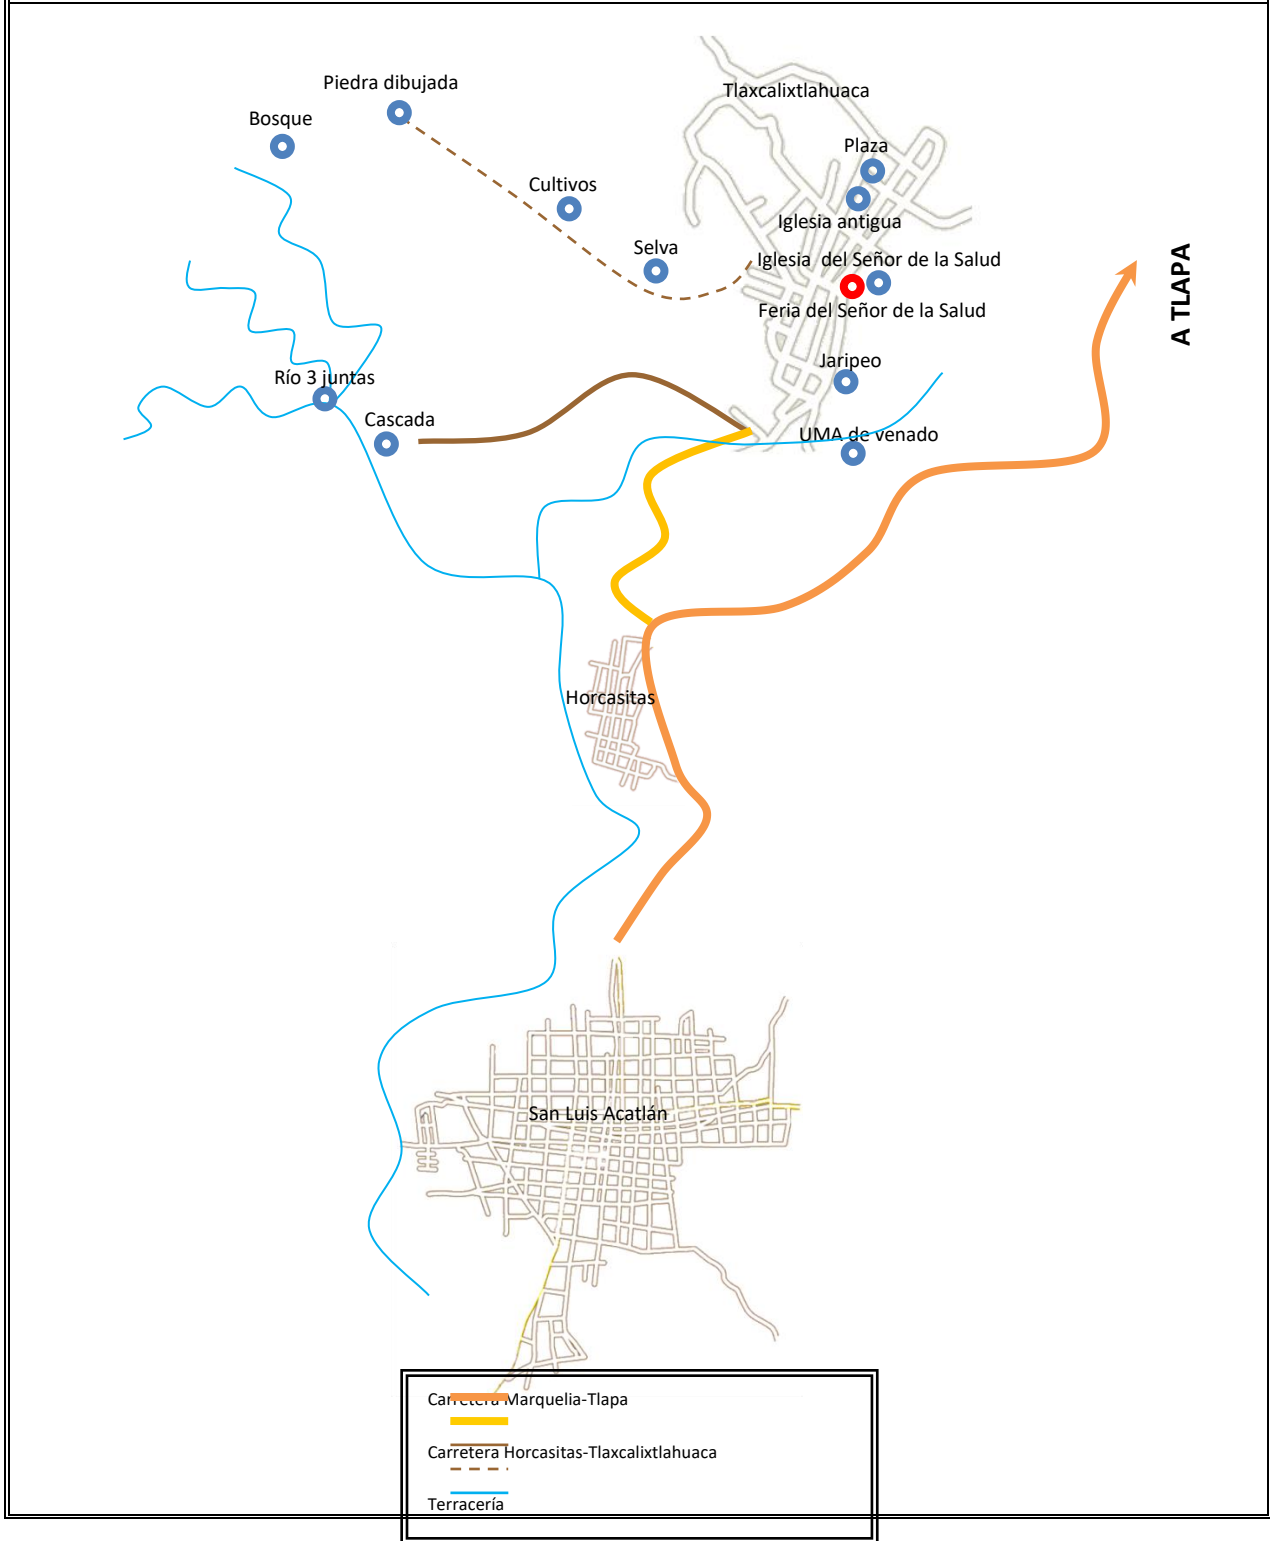 Piedra dibujada
Tlaxcalixtlahuaca
Bosque
Plaza
Cultivos
Iglesia antigua
Selva
Iglesia del Señor de la Salud
A TLAPA
Feria del Señor de la Salud
Jaripeo
Río 3 juntas
Cascada
UMA de venado
Horcasitas
San Luis Acatlán
Carretera Marquelia-Tlapa
Carretera Horcasitas-Tlaxcalixtlahuaca
Terracería